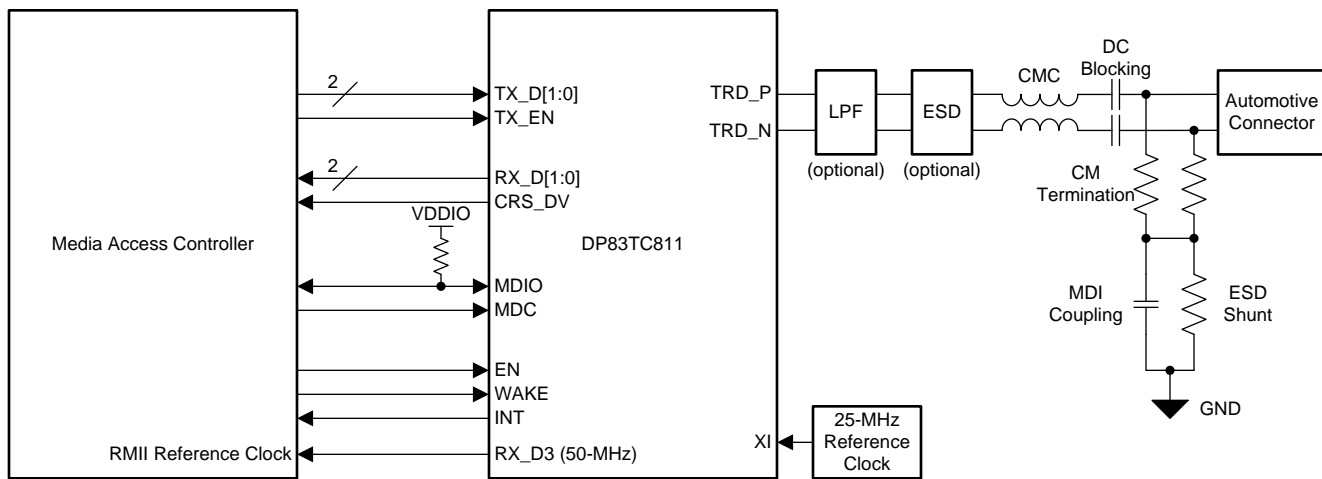 Media Access Controller
RMII Reference Clock
2
2
VDDIO
TX_D[1:0]
TX_EN
RX_D[1:0]
CRS_DV
MDIO
MDC
EN
WAKE
INT
RX_D3 (50-MHz)
DP83TC811
TRD_P
TRD_N
XI
25-MHz
Reference
Clock
LPF
(optional)
ESD
(optional)
CMC
DC
Blocking
Automotive
Connector
CM
Termination
MDI
Coupling
ESD
Shunt
GND